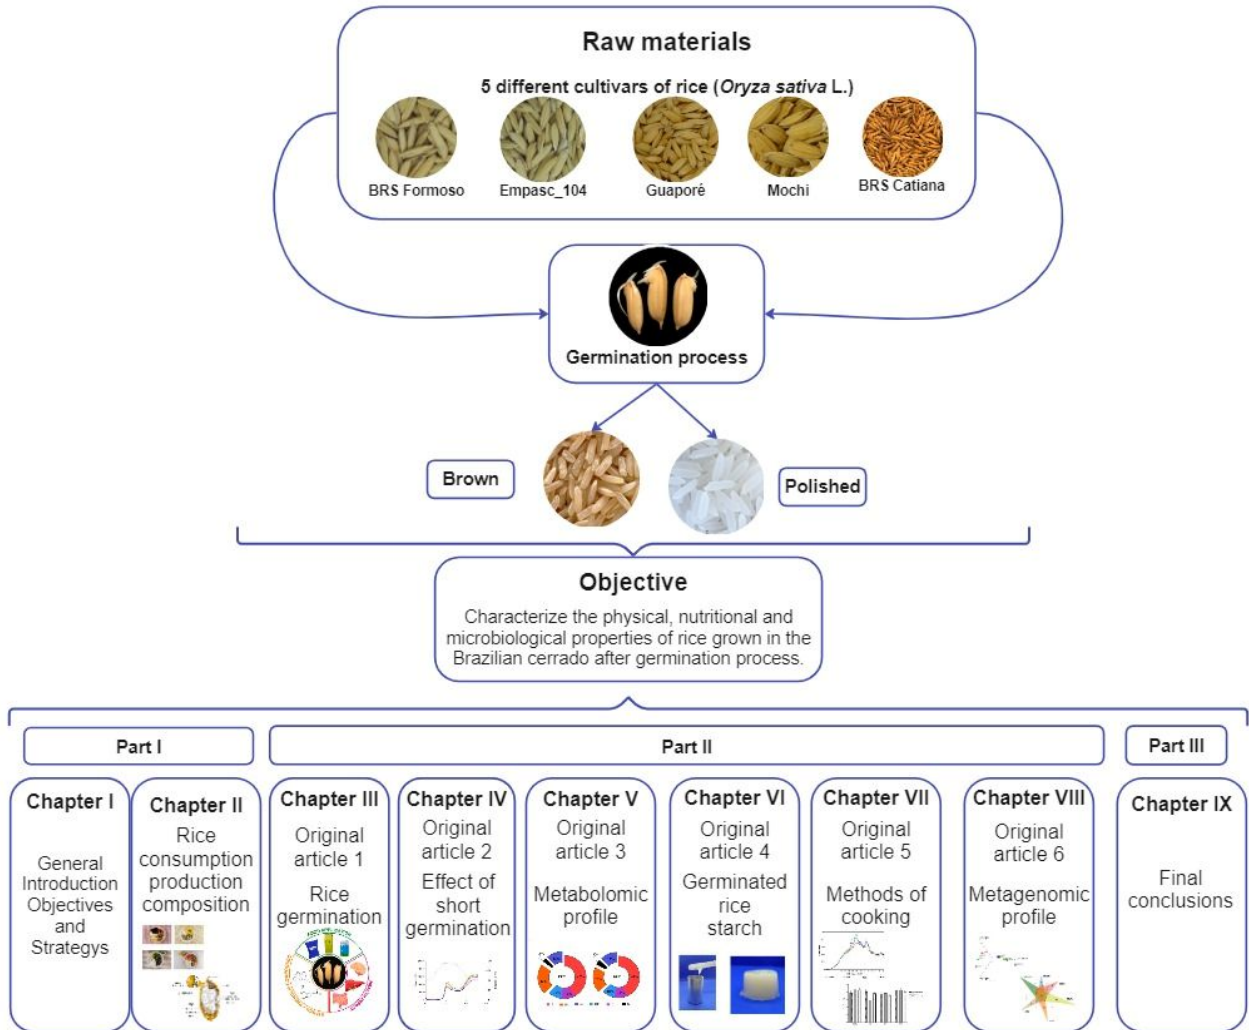 Raw materials
5 different cultivars of rice (Oryza sativa L.)
BRS Formoso
Empasc_104
Guaporé
Mochi
BRS Catiana
Germination process
Brown
Polished
Objective
Characterize the physical, nutritional and
microbiological properties of rice grown in the
Brazilian cerrado after germination process.
Part I
Part II
Part III
Chapter I
General
Introduction
Objectives
and
Strategys
Chapter II
Rice
consumption
production
composition
Chapter III
Original
article 1
Rice
germination
Chapter IV
Original
article 2
Effect of
short
germination
Chapter V
Original
article 3
Metabolomic
profile
Chapter VI
Original
article 4
Germinated
rice
starch
Chapter VII
Original
article 5
Methods of
cooking
Chapter VIII
Original
article 6
Metagenomic
profile
Chapter IX
Final
conclusions